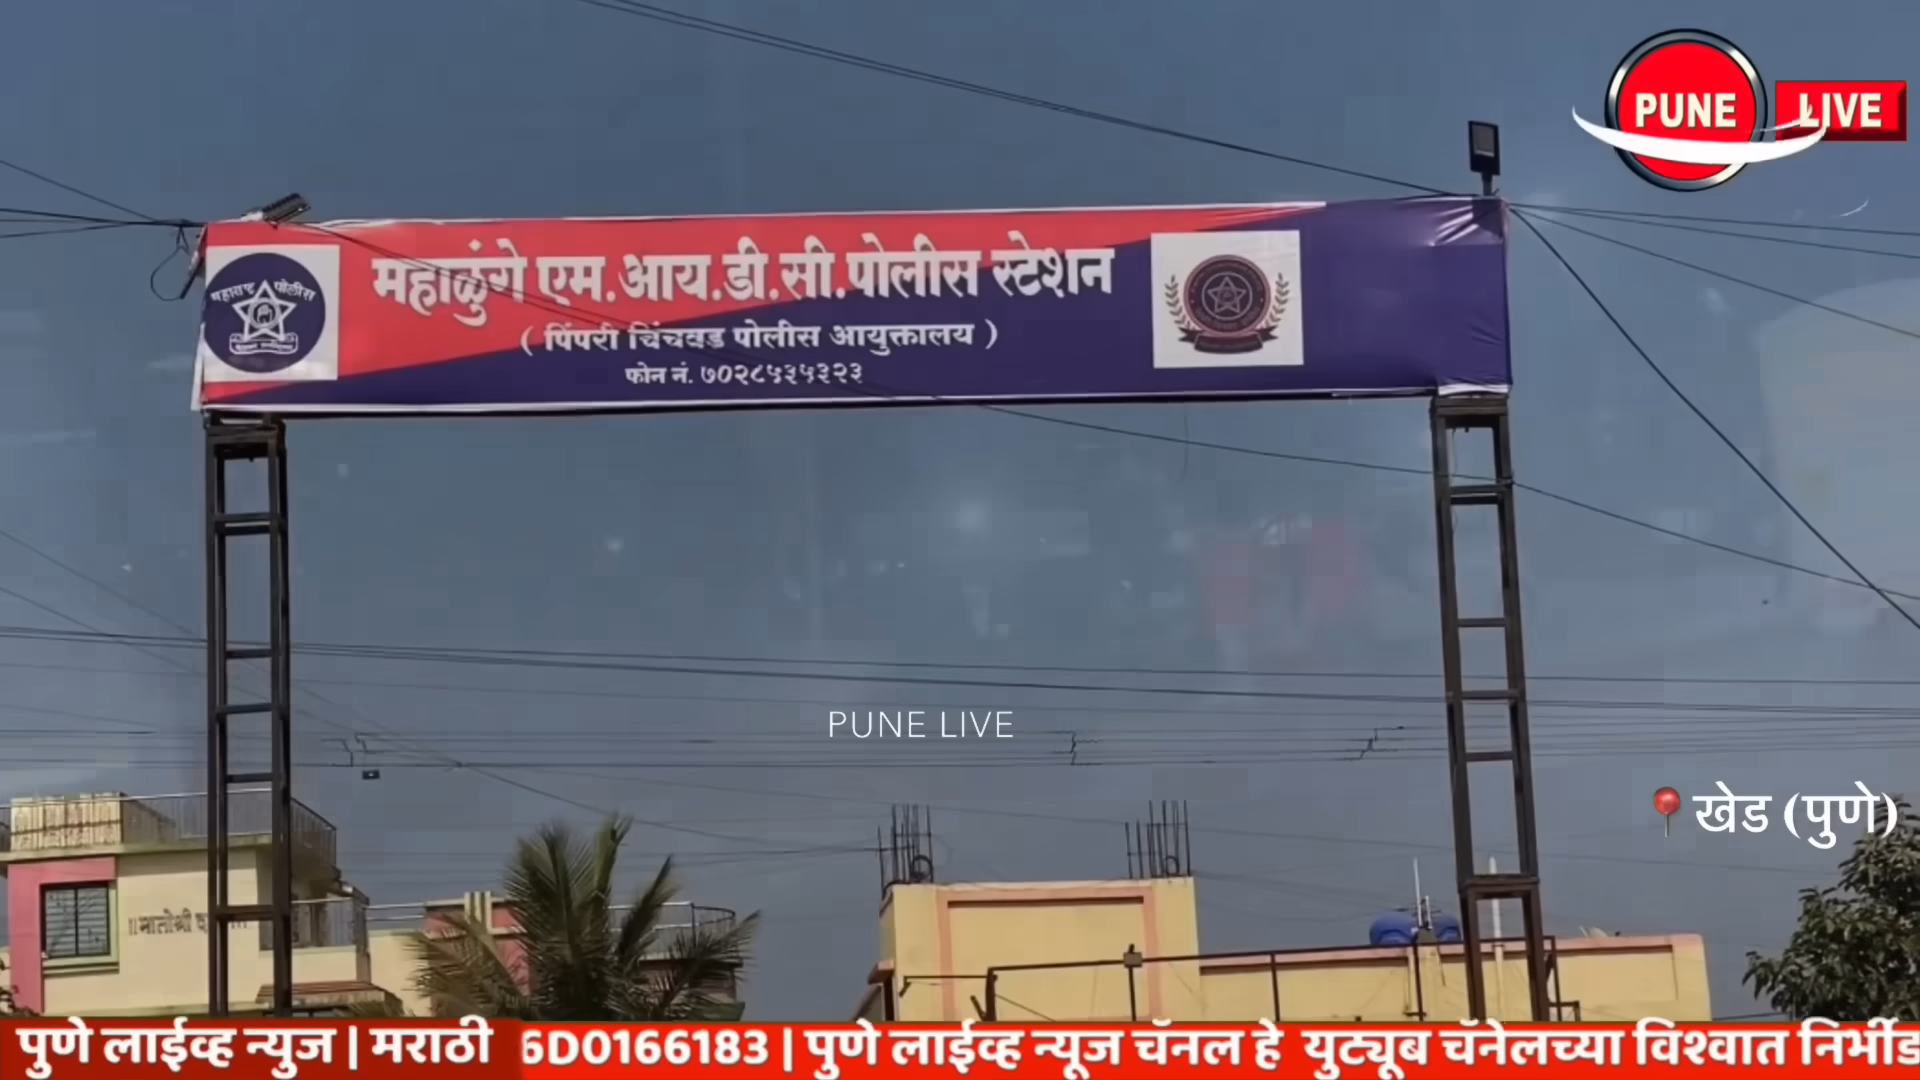 PUNE LIVE
महाराष्ट्र पोलीस
महाळुंगे एम.आय.डी.सी.पोलीस स्टेशन
( पिंपरी चिंचवड पोलीस आयुक्तालय )
फोन नं. ७०२८५३५३२३
PUNE LIVE
खेड (पुणे)
॥मातोश्री
पुणे लाईव्ह न्युज | मराठी
6D0166183 | पुणे लाईव्ह न्यूज चॅनल हे युट्यूब चॅनेलच्या विश्वात निर्भीड